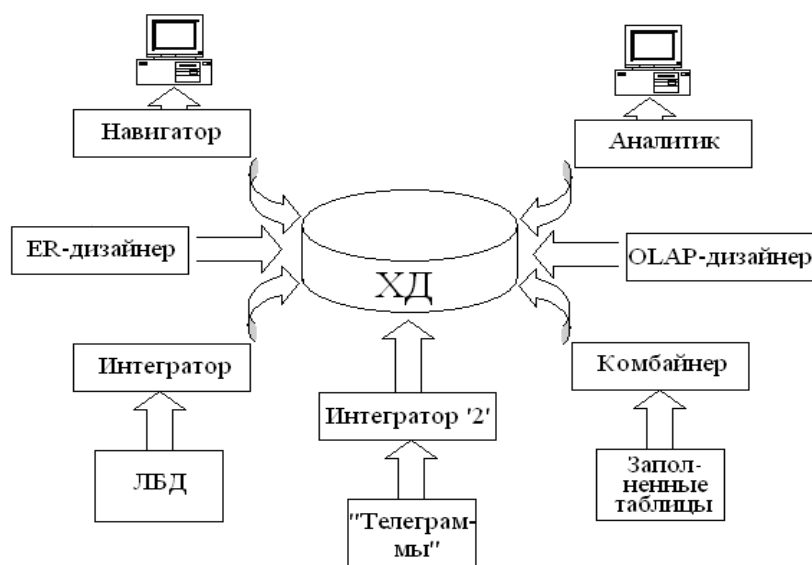 Навигатор
Аналитик
ER-дизайнер
OLAP-дизайнер
ХД
Интегратор
Комбайнер
Интегратор '2'
ЛБД
Запол-
ненные
таблицы
"Телеграм-
мы"